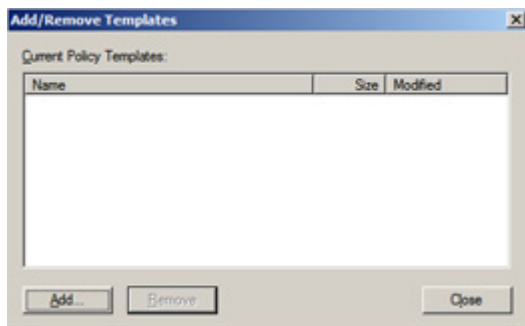 Add/Remove Templates
Current Policy Templates:
Name Size Modified
Add... Remove Close